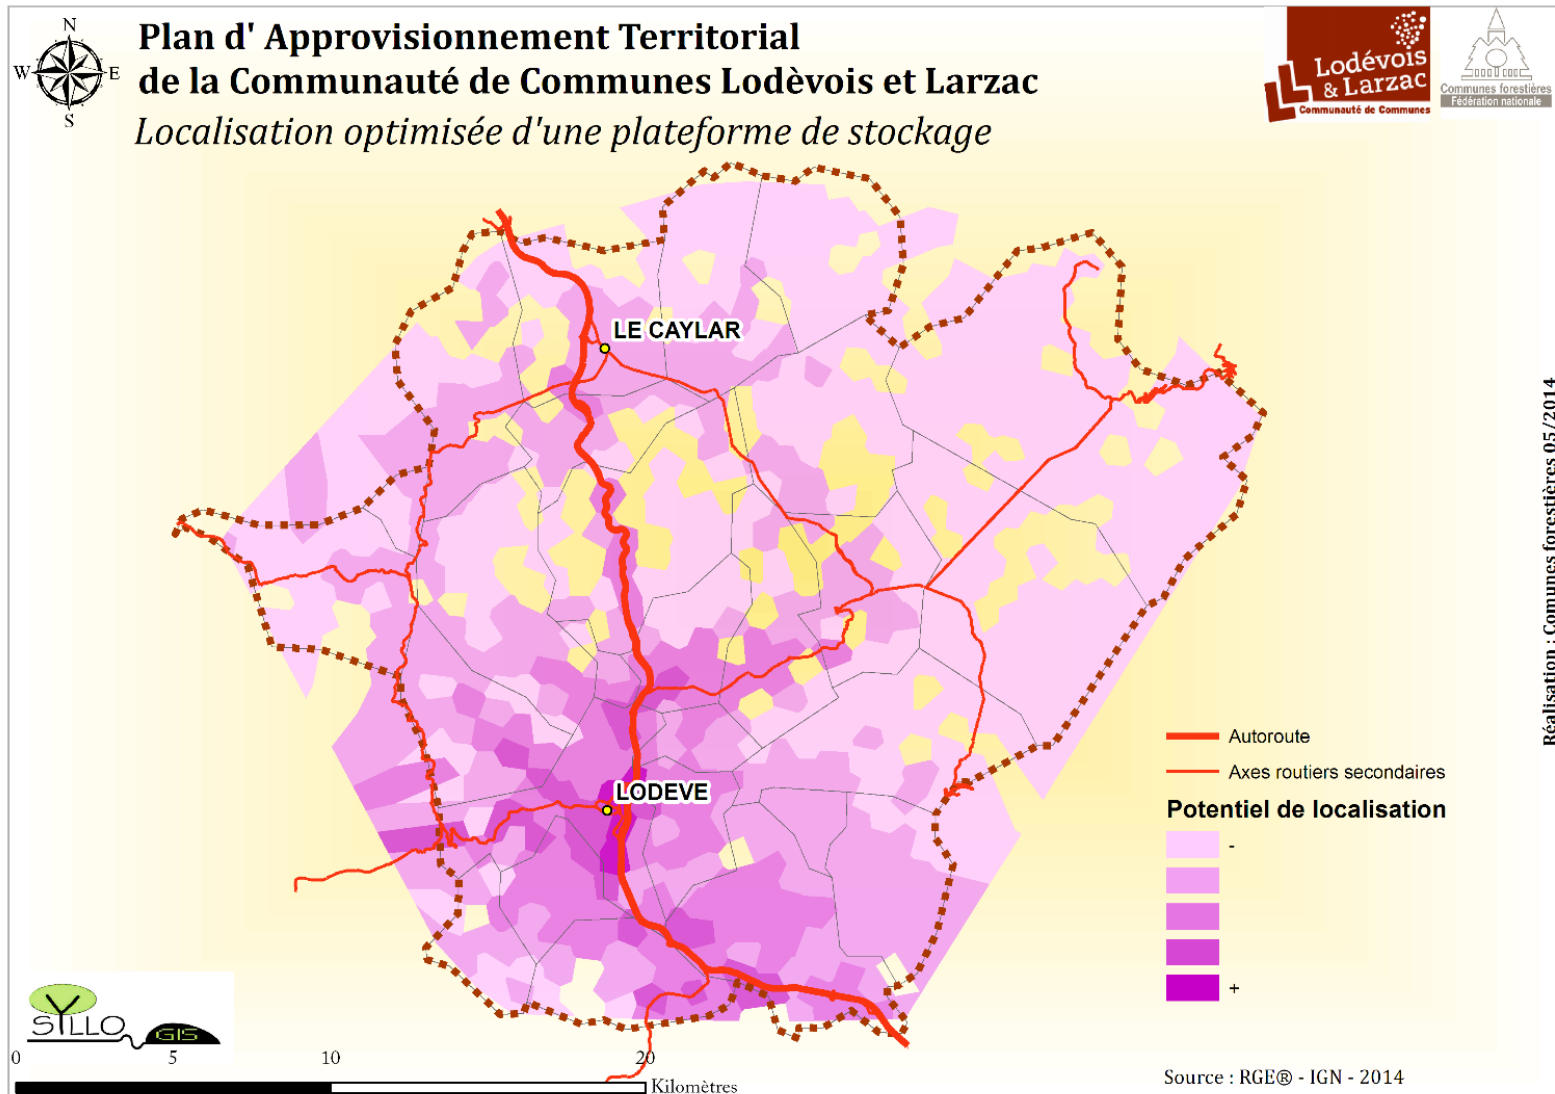 N
W
E
S
Plan d' Approvisionnement Territorial
de la Communauté de Communes Lodèvois et Larzac
Localisation optimisée d'une plateforme de stockage
Lodévois
& Larzac
Communauté de Communes
Communes forestières
Fédération nationale
LE CAYLAR
LODEVE
Réalisation : Comunes forestières 05/2014
Autoroute
Axes routiers secondaires
Potentiel de localisation
-
+
SYLLO GIS
0 5 10 20
Kilomètres
Source : RGE® - IGN - 2014